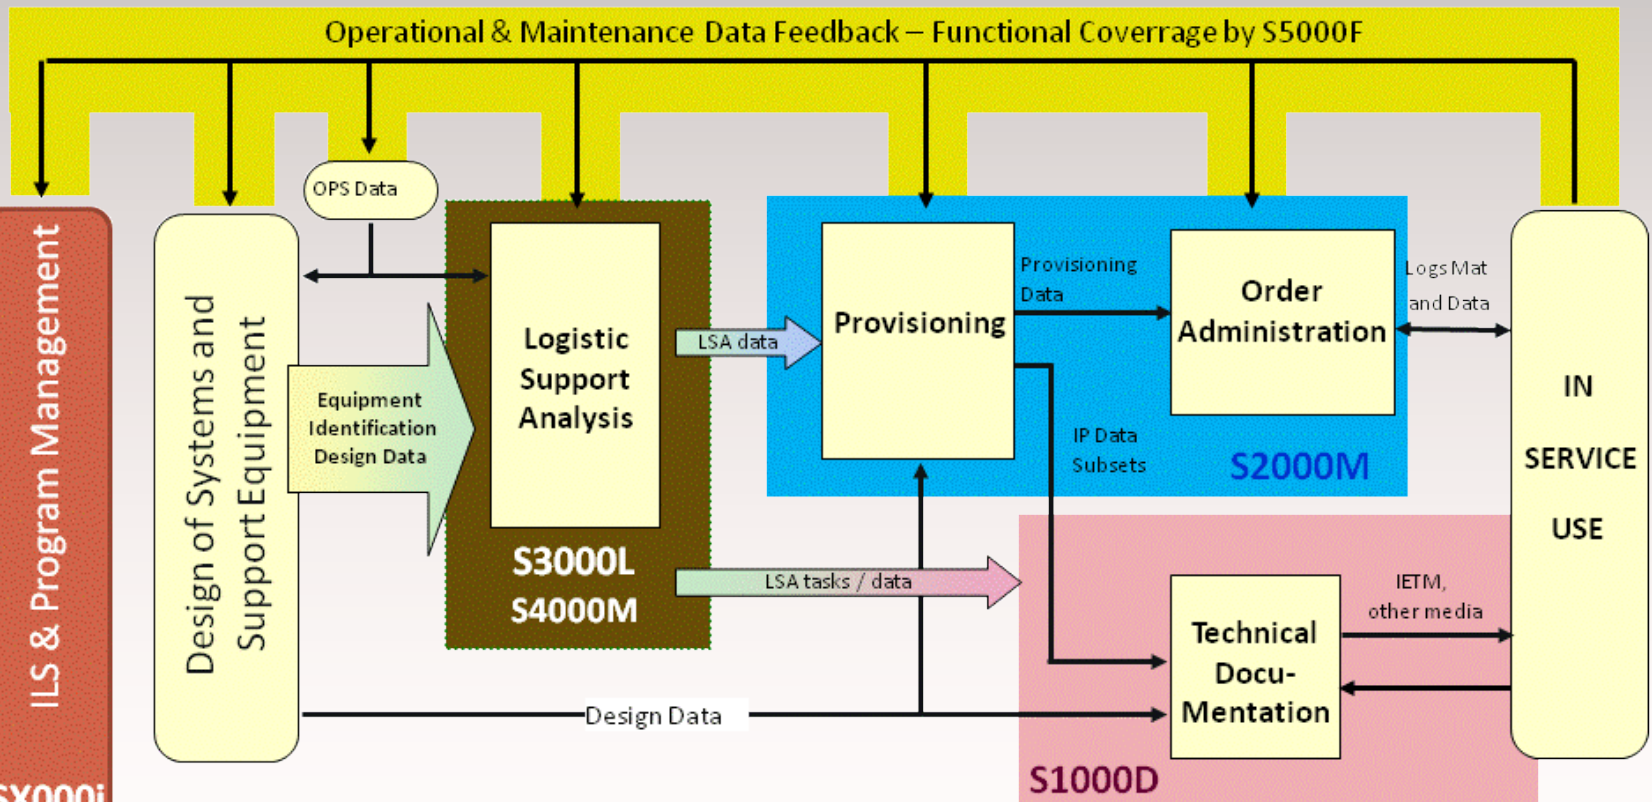 Operational & Maintenance Data Feedback – Functional Coverrage by S5000F
OPS Data
ILS & Program Management
SX000i
Design of Systems and
Support Equipment
Equipment
Identification
Design Data
Logistic
Support
Analysis
S3000L
S4000M
LSA data
LSA tasks / data
Design Data
Provisioning
Provisioning
Data
IP Data
Subsets
Order
Administration
S2000M
Logs Mat
and Data
Technical
Docu-
Mentation
S1000D
IETM,
other media
IN
SERVICE
USE